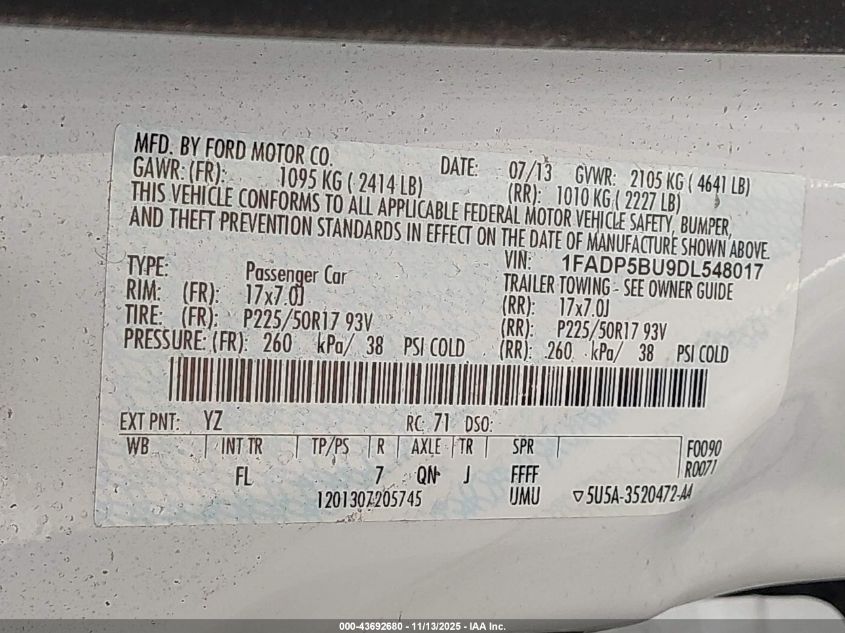 MFD. BY FORD MOTOR CO. DATE: 07/13 GVWR: 2105 KG ( 4641 LB)
GAWR: (FR): 1095 KG ( 2414 LB) (RR): 1010 KG ( 2227 LB)
THIS VEHICLE CONFORMS TO ALL APPLICABLE FEDERAL MOTOR VEHICLE SAFETY, BUMPER,
AND THEFT PREVENTION STANDARDS IN EFFECT ON THE DATE OF MANUFACTURE SHOWN ABOVE.
VIN: 1FADP5BU9DL548017
TYPE: Passenger Car TRAILER TOWING - SEE OWNER GUIDE
RIM: (FR): 17x7.0J (RR): 17x7.0J
TIRE: (FR): P225/50R17 93V (RR): P225/50R17 93V
PRESSURE: (FR): 260 kPa/ 38 PSI COLD (RR): 260 kPa/ 38 PSI COLD
EXT PNT: YZ RC: 71 DSO:
WB INT TR TP/PS R AXLE TR SPR F0090
FL 7 QN J FFFF R0071
1201307205745 UMU ▽5U5A-3520472-AA
000-43692680 - 11/13/2025 - IAA Inc.